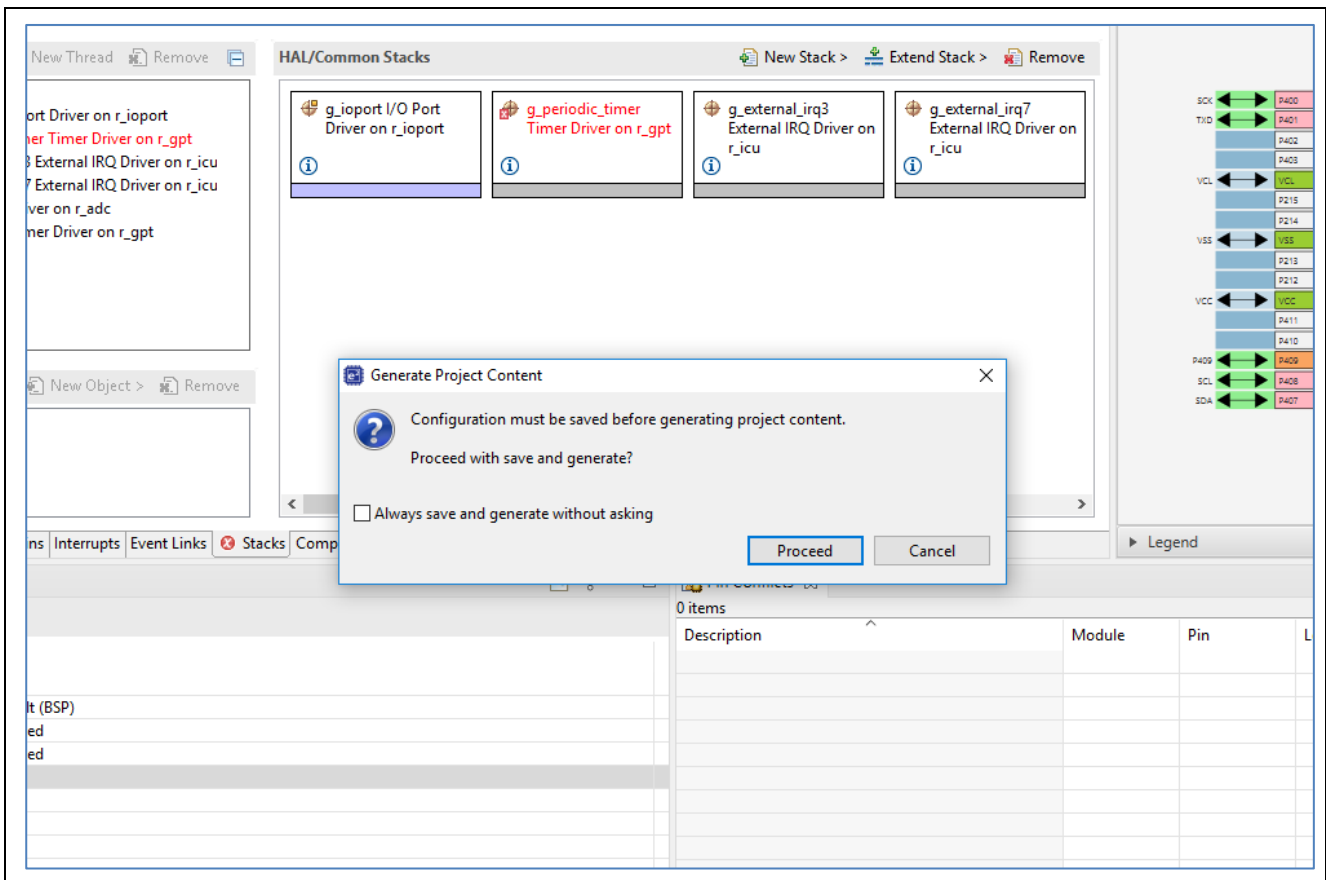 New Thread Remove
HAL/Common Stacks
New Stack > Extend Stack > Remove
ort Driver on r_ioport
ner Timer Driver on r_gpt
3 External IRQ Driver on r_icu
7 External IRQ Driver on r_icu
iver on r_adc
mer Driver on r_gpt
g_ioport I/O Port
Driver on r_ioport
g_periodic_timer
Timer Driver on r_gpt
g_external_irq3
External IRQ Driver on
r_icu
g_external_irq7
External IRQ Driver on
r_icu
SCK P400
TXD P401
P402
P403
VCL VCL
P215
P214
VSS VSS
P213
P212
VCC VCC
P411
P410
P409 P409
SCL P408
SDA P407
New Object > Remove
Generate Project Content
Configuration must be saved before generating project content.
Proceed with save and generate?
Always save and generate without asking
Proceed Cancel
ins Interrupts Event Links Stacks Comp
Legend
0 items
Description Module Pin L
lt (BSP)
ed
ed